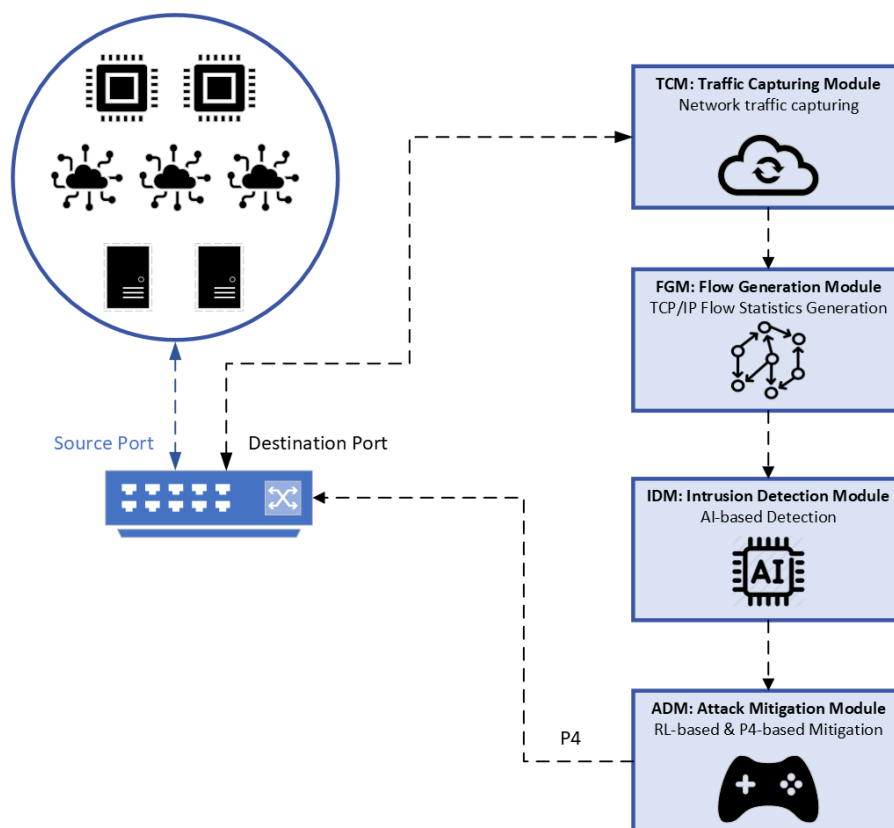 TCM: Traffic Capturing Module
Network traffic capturing
FGM: Flow Generation Module
TCP/IP Flow Statistics Generation
Source Port
Destination Port
IDM: Intrusion Detection Module
AI-based Detection
AI
ADM: Attack Mitigation Module
RL-based & P4-based Mitigation
P4